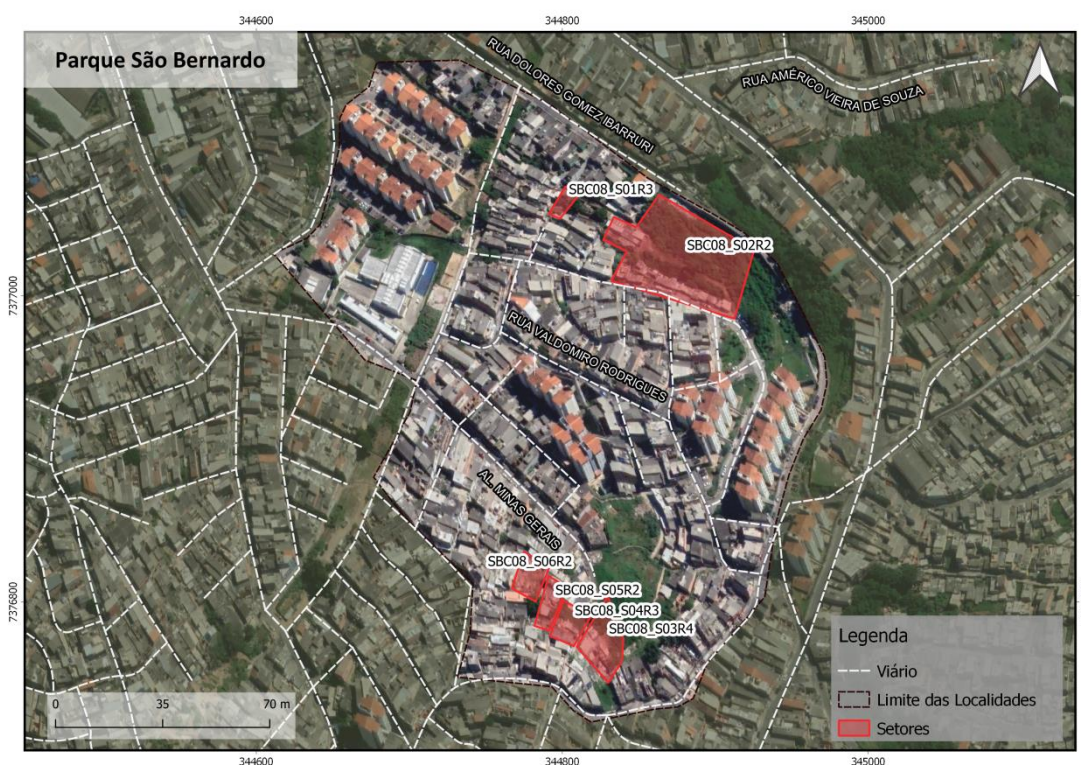 344600
344800
345000
Parque São Bernardo
RUA DOLORES GOMEZ IBARRURI
RUA AMÉRICO VIEIRA DE SOUZA
SBC08_S01R3
SBC08_S02R2
7377000
RUA VALDOMIRO RODRIGUES
AL. MINAS GERAIS
SBC08_S06R2
SBC08_S05R2
SBC08_S04R3
SBC08_S03R4
7376800
Legenda
Viário
Limite das Localidades
Setores
0 35 70 m
344600
344800
345000